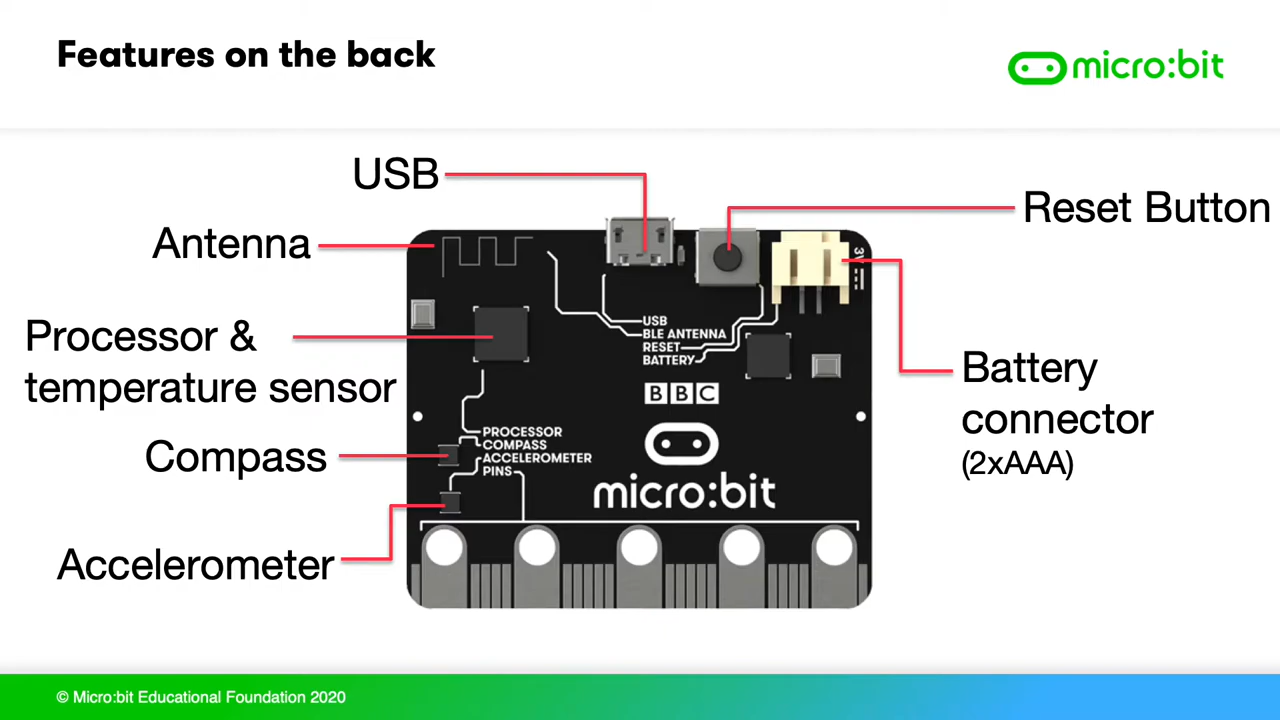 Features on the back
micro:bit
USB
Reset Button
Antenna
3V
Processor &
temperature sensor
USB
BLE ANTENNA
RESET
BATTERY
Battery
connector
(2xAAA)
BBC
Compass
PROCESSOR
COMPASS
ACCELEROMETER
PINS
micro:bit
Accelerometer
© Micro:bit Educational Foundation 2020